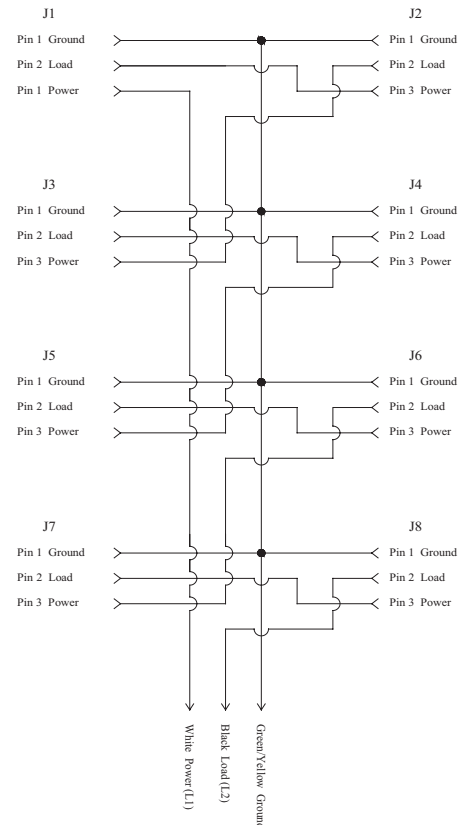 J1
J2
Pin 1 Ground
Pin 1 Ground
Pin 2 Load
Pin 2 Load
Pin 1 Power
Pin 3 Power
J3
J4
Pin 1 Ground
Pin 1 Ground
Pin 2 Load
Pin 2 Load
Pin 3 Power
Pin 3 Power
J5
J6
Pin 1 Ground
Pin 1 Ground
Pin 2 Load
Pin 2 Load
Pin 3 Power
Pin 3 Power
J7
J8
Pin 1 Ground
Pin 1 Ground
Pin 2 Load
Pin 2 Load
Pin 3 Power
Pin 3 Power
White Power (L1)
Black Load (L2)
Green/Yellow Ground